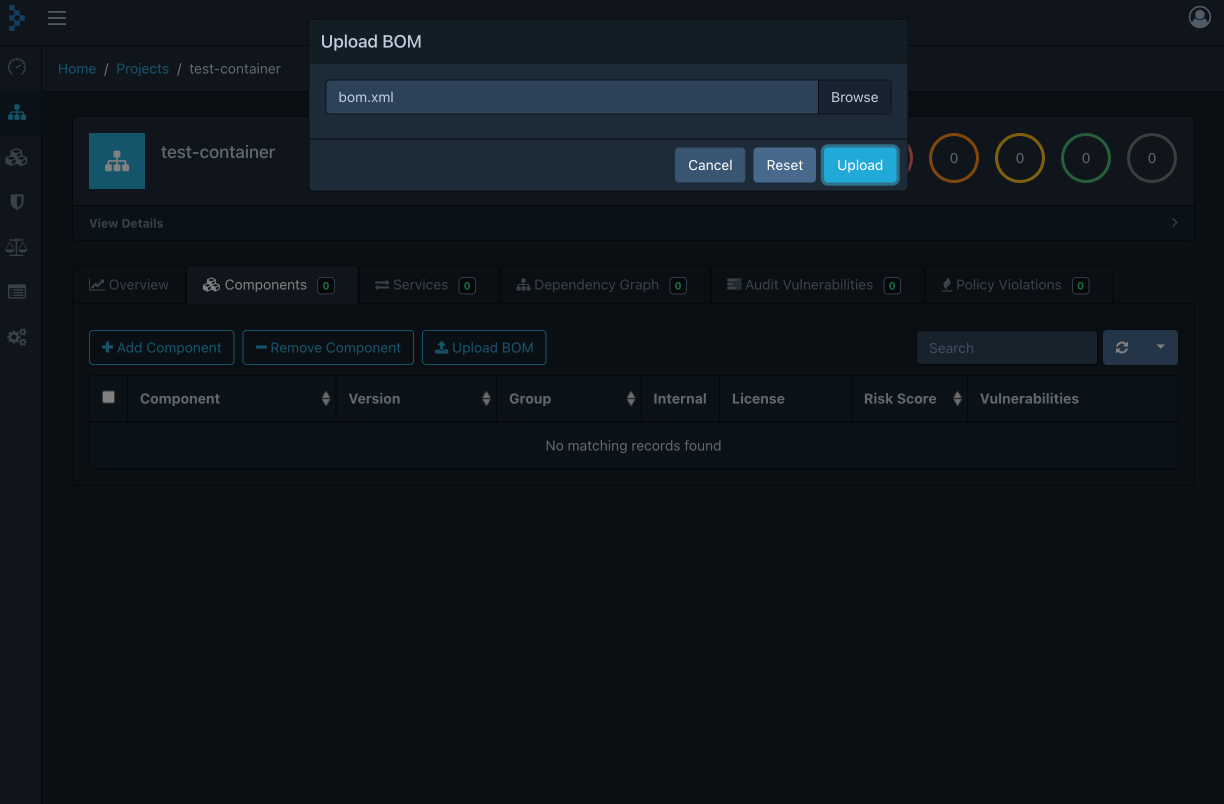 Upload BOM
bom.xml Browse
Cancel Reset Upload
Home / Projects / test-container
test-container
0 0 0 0
View Details
Overview Components 0 Services 0 Dependency Graph 0 Audit Vulnerabilities 0 Policy Violations 0
Add Component Remove Component Upload BOM Search
Component Version Group Internal License Risk Score Vulnerabilities
No matching records found